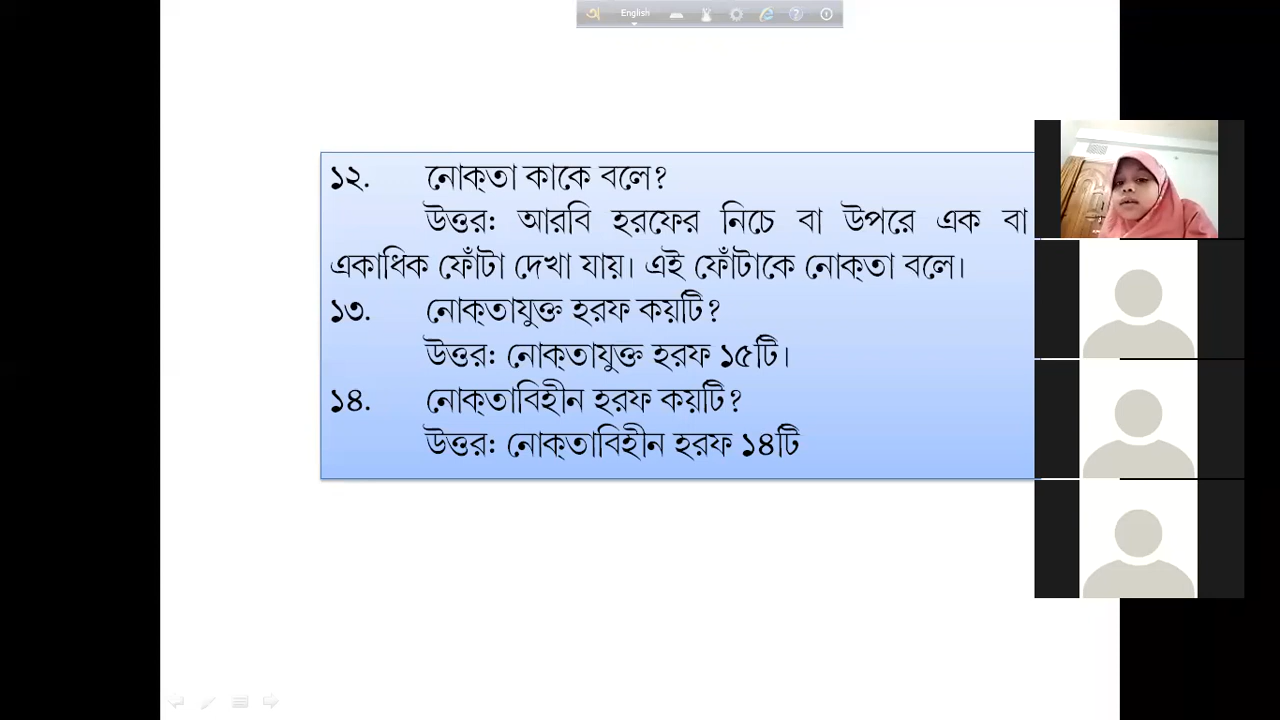 English
১২. নোক্তা কাকে বলে?
উত্তর: আরবি হরফের নিচে বা উপরে এক বা
একাধিক ফোঁটা দেখা যায়। এই ফোঁটাকে নোক্তা বলে।
১৩. নোক্তাযুক্ত হরফ কয়টি?
উত্তর: নোক্তাযুক্ত হরফ ১৫টি।
১৪. নোক্তাবিহীন হরফ কয়টি?
উত্তর: নোক্তাবিহীন হরফ ১৪টি